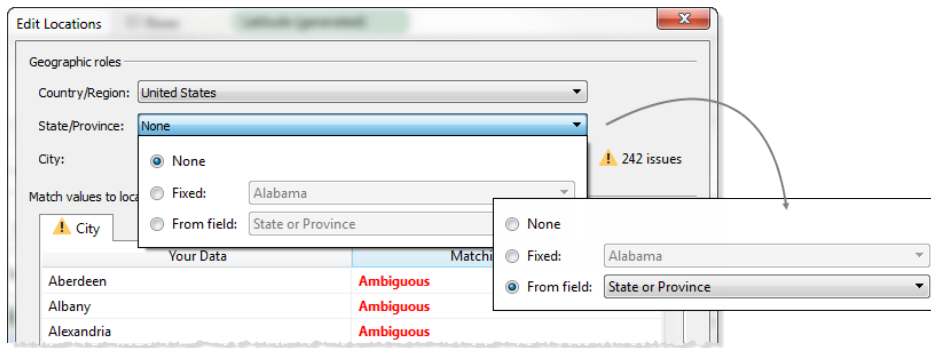 Edit Locations
Geographic roles
Country/Region: United States
State/Province: None
City:
None
242 issues
Fixed: Alabama
Match values to loca
From field: State or Province
City
None
Your Data Matchi
Fixed: Alabama
Aberdeen Ambiguous
From field: State or Province
Albany Ambiguous
Alexandria Ambiguous